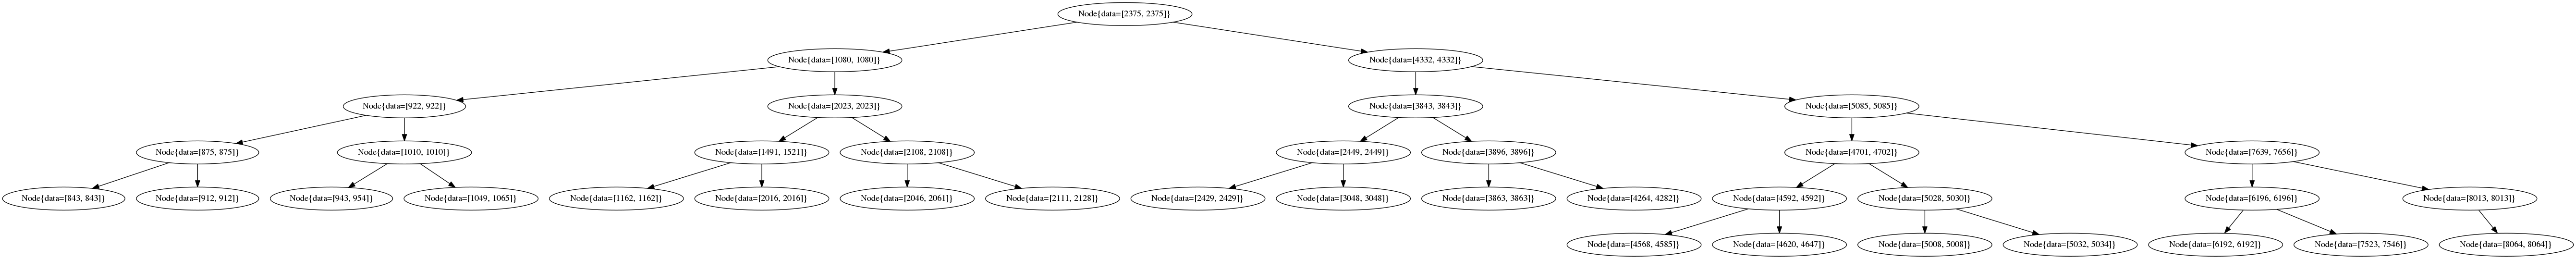 Node{data=[2375, 2375]}
Node{data=[1080, 1080]}
Node{data=[4332, 4332]}
Node{data=[922, 922]}
Node{data=[2023, 2023]}
Node{data=[3843, 3843]}
Node{data=[5085, 5085]}
Node{data=[875, 875]}
Node{data=[1010, 1010]}
Node{data=[1491, 1521]}
Node{data=[2108, 2108]}
Node{data=[2449, 2449]}
Node{data=[3896, 3896]}
Node{data=[4701, 4702]}
Node{data=[7639, 7656]}
Node{data=[843, 843]}
Node{data=[912, 912]}
Node{data=[943, 954]}
Node{data=[1049, 1065]}
Node{data=[1162, 1162]}
Node{data=[2016, 2016]}
Node{data=[2046, 2061]}
Node{data=[2111, 2128]}
Node{data=[2429, 2429]}
Node{data=[3048, 3048]}
Node{data=[3863, 3863]}
Node{data=[4264, 4282]}
Node{data=[4592, 4592]}
Node{data=[5028, 5030]}
Node{data=[6196, 6196]}
Node{data=[8013, 8013]}
Node{data=[4568, 4585]}
Node{data=[4620, 4647]}
Node{data=[5008, 5008]}
Node{data=[5032, 5034]}
Node{data=[6192, 6192]}
Node{data=[7523, 7546]}
Node{data=[8064, 8064]}